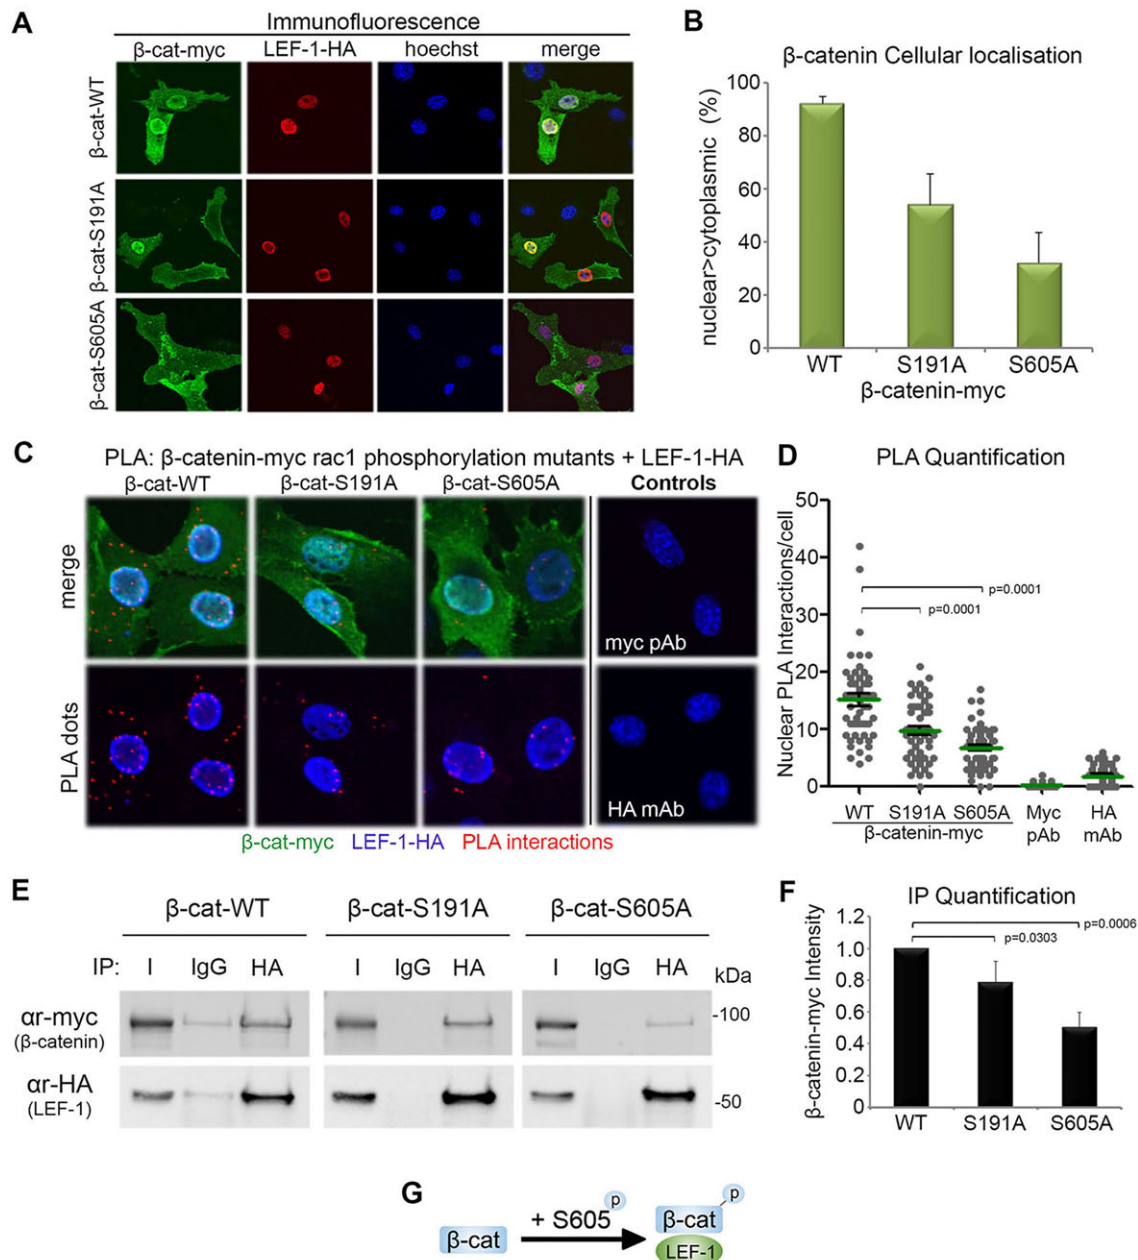 A
Immunofluorescence
β-cat-myc LEF-1-HA hoechst merge
β-cat-WT
β-cat-S191A
β-cat-S605A
B
β-catenin Cellular localisation
nuclear>cytoplasmic (%)
100
80
60
40
20
0
WT S191A S605A
β-catenin-myc
C
PLA: β-catenin-myc rac1 phosphorylation mutants + LEF-1-HA
β-cat-WT β-cat-S191A β-cat-S605A Controls
merge
myc pAb
PLA dots
HA mAb
β-cat-myc LEF-1-HA PLA interactions
D
PLA Quantification
Nuclear PLA Interactions/cell
50
40
30
20
10
0
p=0.0001
p=0.0001
WT S191A S605A Myc pAb HA mAb
β-catenin-myc
E
β-cat-WT β-cat-S191A β-cat-S605A
IP: I IgG HA I IgG HA I IgG HA kDa
αr-myc
(β-catenin)
-100
αr-HA
(LEF-1)
-50
F
IP Quantification
β-catenin-myc Intensity
1.2
1.0
0.8
0.6
0.4
0.2
0
p=0.0006
p=0.0303
WT S191A S605A
G
β-cat
+ S605 p
p
β-cat
LEF-1